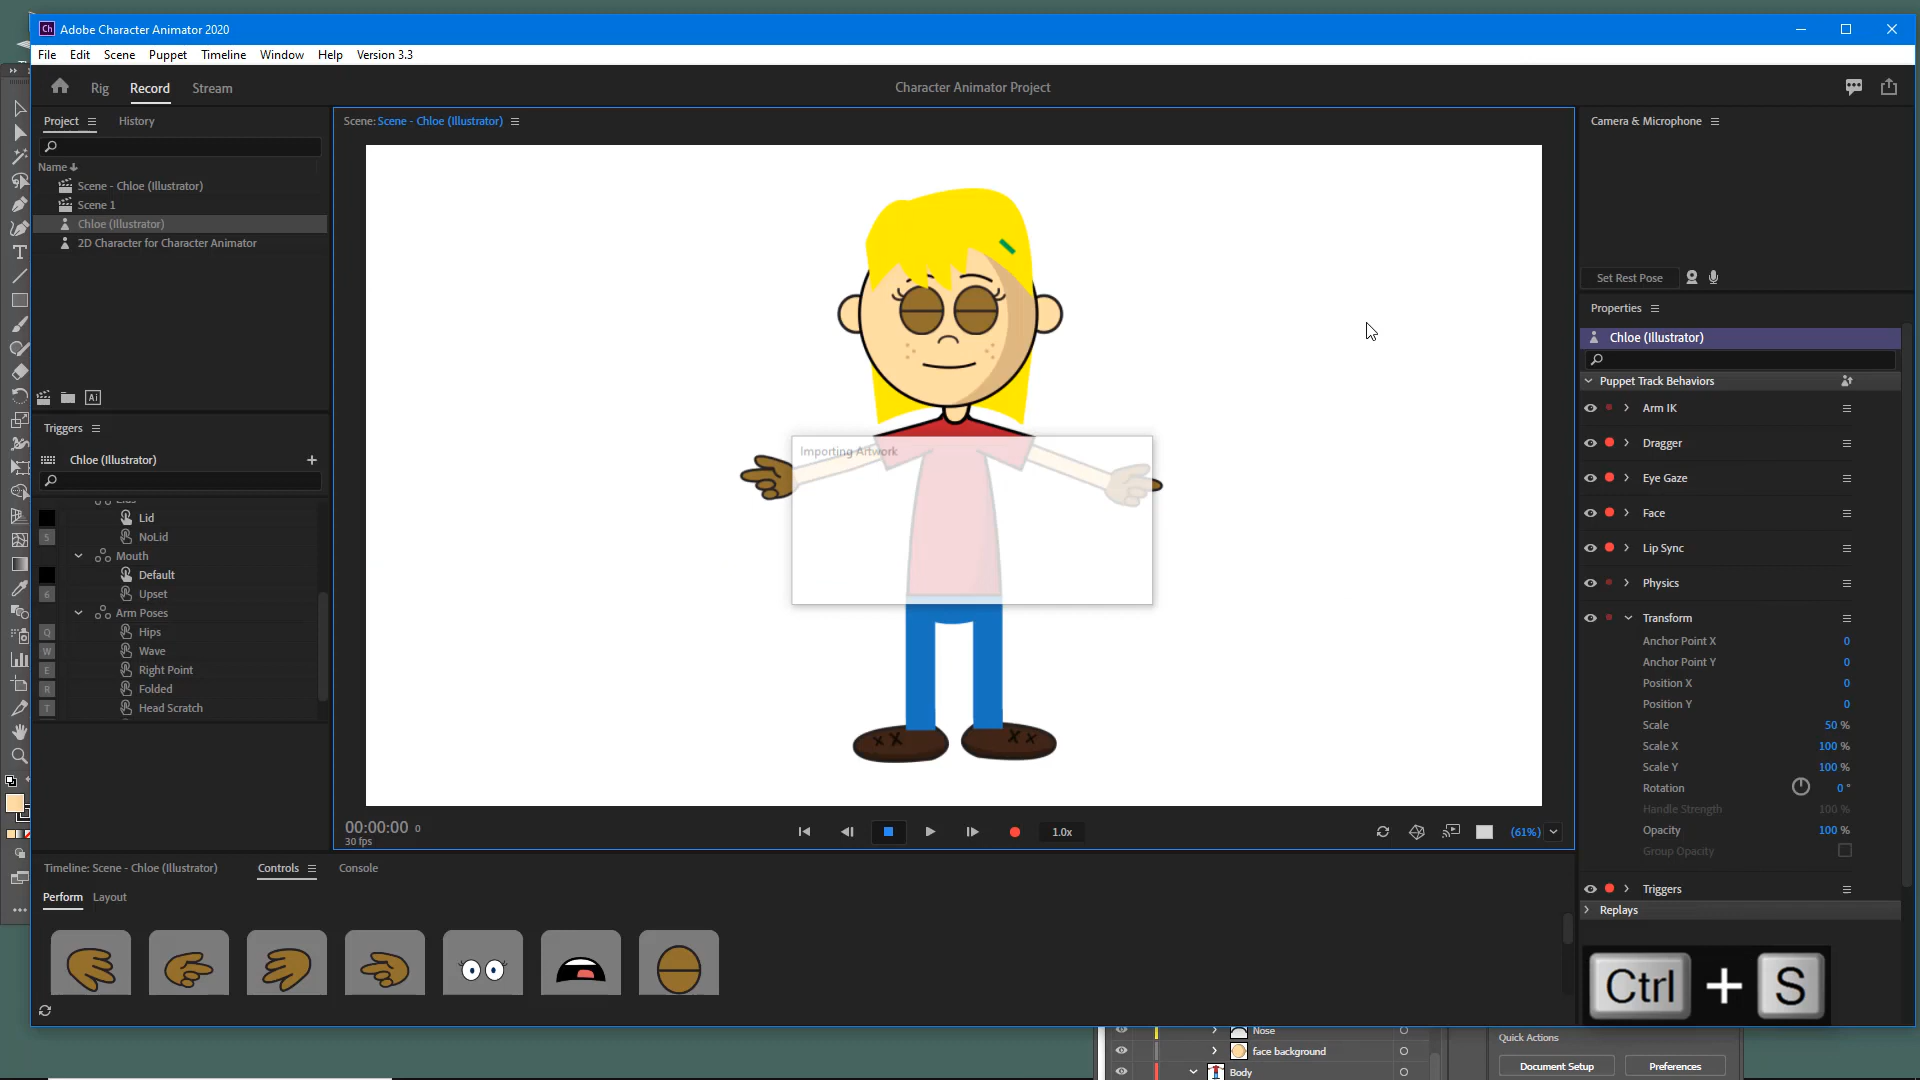 Ch Adobe Character Animator 2020
File Edit Scene Puppet Timeline Window Help Version 3.3
Rig Record Stream
Character Animator Project
Project History
Name
Scene - Chloe (Illustrator)
Scene 1
Chloe (Illustrator)
2D Character for Character Animator
Ai
Triggers
Chloe (Illustrator)
Lid
S NoLid
Mouth
Default
6 Upset
Arm Poses
Q Hips
W Wave
E Right Point
R Folded
T Head Scratch
Scene: Scene - Chloe (Illustrator)
Importing Artwork
00:00:00 0
30 fps
1.0x
(61%)
Timeline: Scene - Chloe (Illustrator) Controls Console
Perform Layout
Camera & Microphone
Set Rest Pose
Properties
Chloe (Illustrator)
Puppet Track Behaviors
Arm IK
Dragger
Eye Gaze
Face
Lip Sync
Physics
Transform
Anchor Point X 0
Anchor Point Y 0
Position X 0
Position Y 0
Scale 50 %
Scale X 100 %
Scale Y 100 %
Rotation 0 °
Handle Strength 100 %
Opacity 100 %
Group Opacity
Triggers
Replays
Ctrl + S
Nose
face background
Body
Quick Actions
Document Setup Preferences